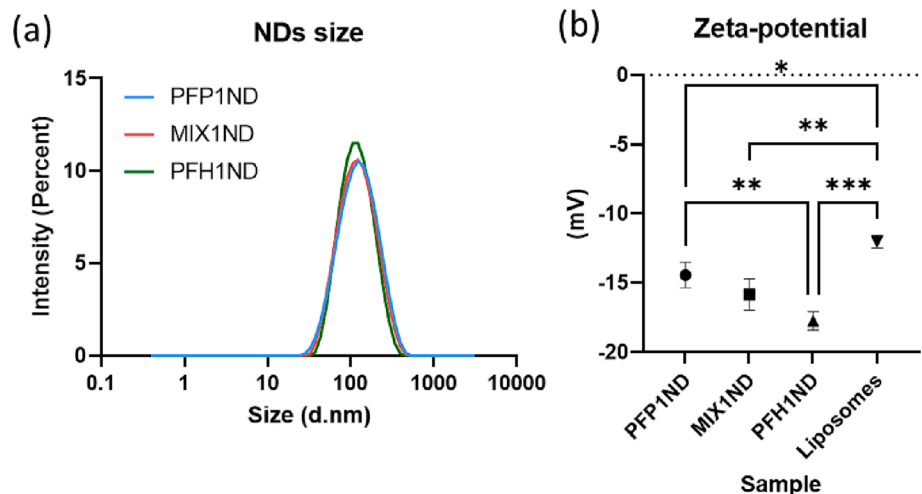 (a)
NDs size
PFP1ND
MIX1ND
PFH1ND
Intensity (Percent)
15
10
5
0
0.1 1 10 100 1000 10000
Size (d.nm)
(b)
Zeta-potential
(mV)
0
-5
-10
-15
-20
*
**
** ***
PFP1ND
MIX1ND
PFH1ND
Liposomes
Sample